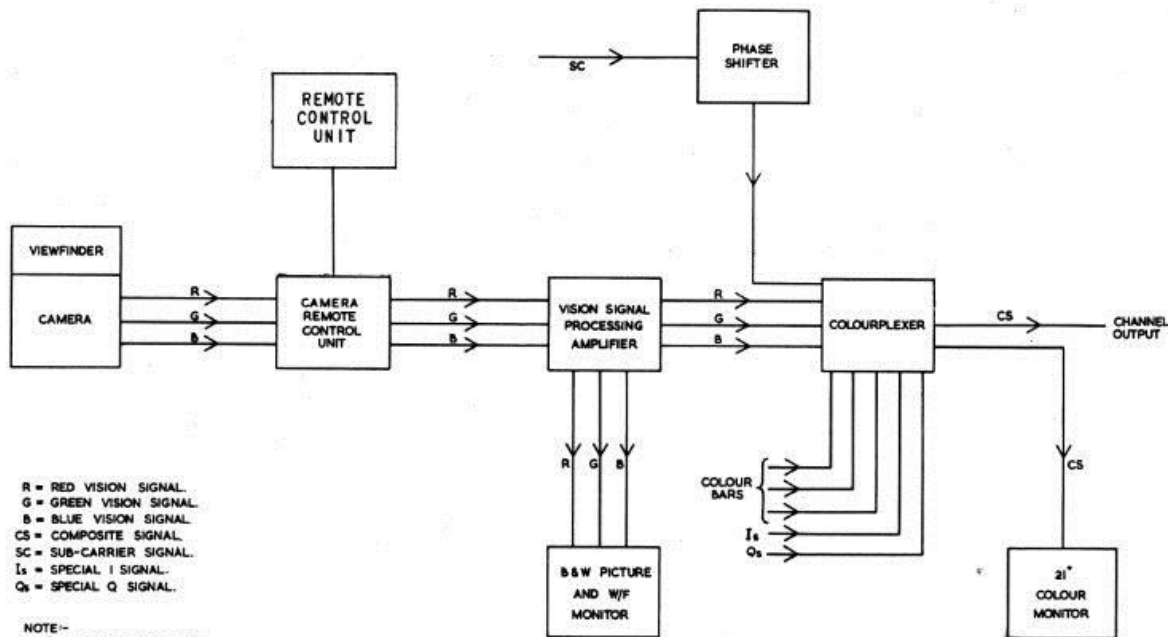 PHASE
SHIFTER
SC
REMOTE
CONTROL
UNIT
VIEWFINDER
CAMERA
R
G
B
CAMERA
REMOTE
CONTROL
UNIT
R
G
B
VISION SIGNAL
PROCESSING
AMPLIFIER
R
G
B
COLOURPLEXER
CS
CHANNEL
OUTPUT
R
G
B
COLOUR
BARS
Is
Qs
CS
B&W PICTURE
AND W/F
MONITOR
21"
COLOUR
MONITOR
R = RED VISION SIGNAL.
G = GREEN VISION SIGNAL.
B = BLUE VISION SIGNAL.
CS = COMPOSITE SIGNAL.
SC = SUB-CARRIER SIGNAL.
Is = SPECIAL I SIGNAL.
Qs = SPECIAL Q SIGNAL.
NOTE:-